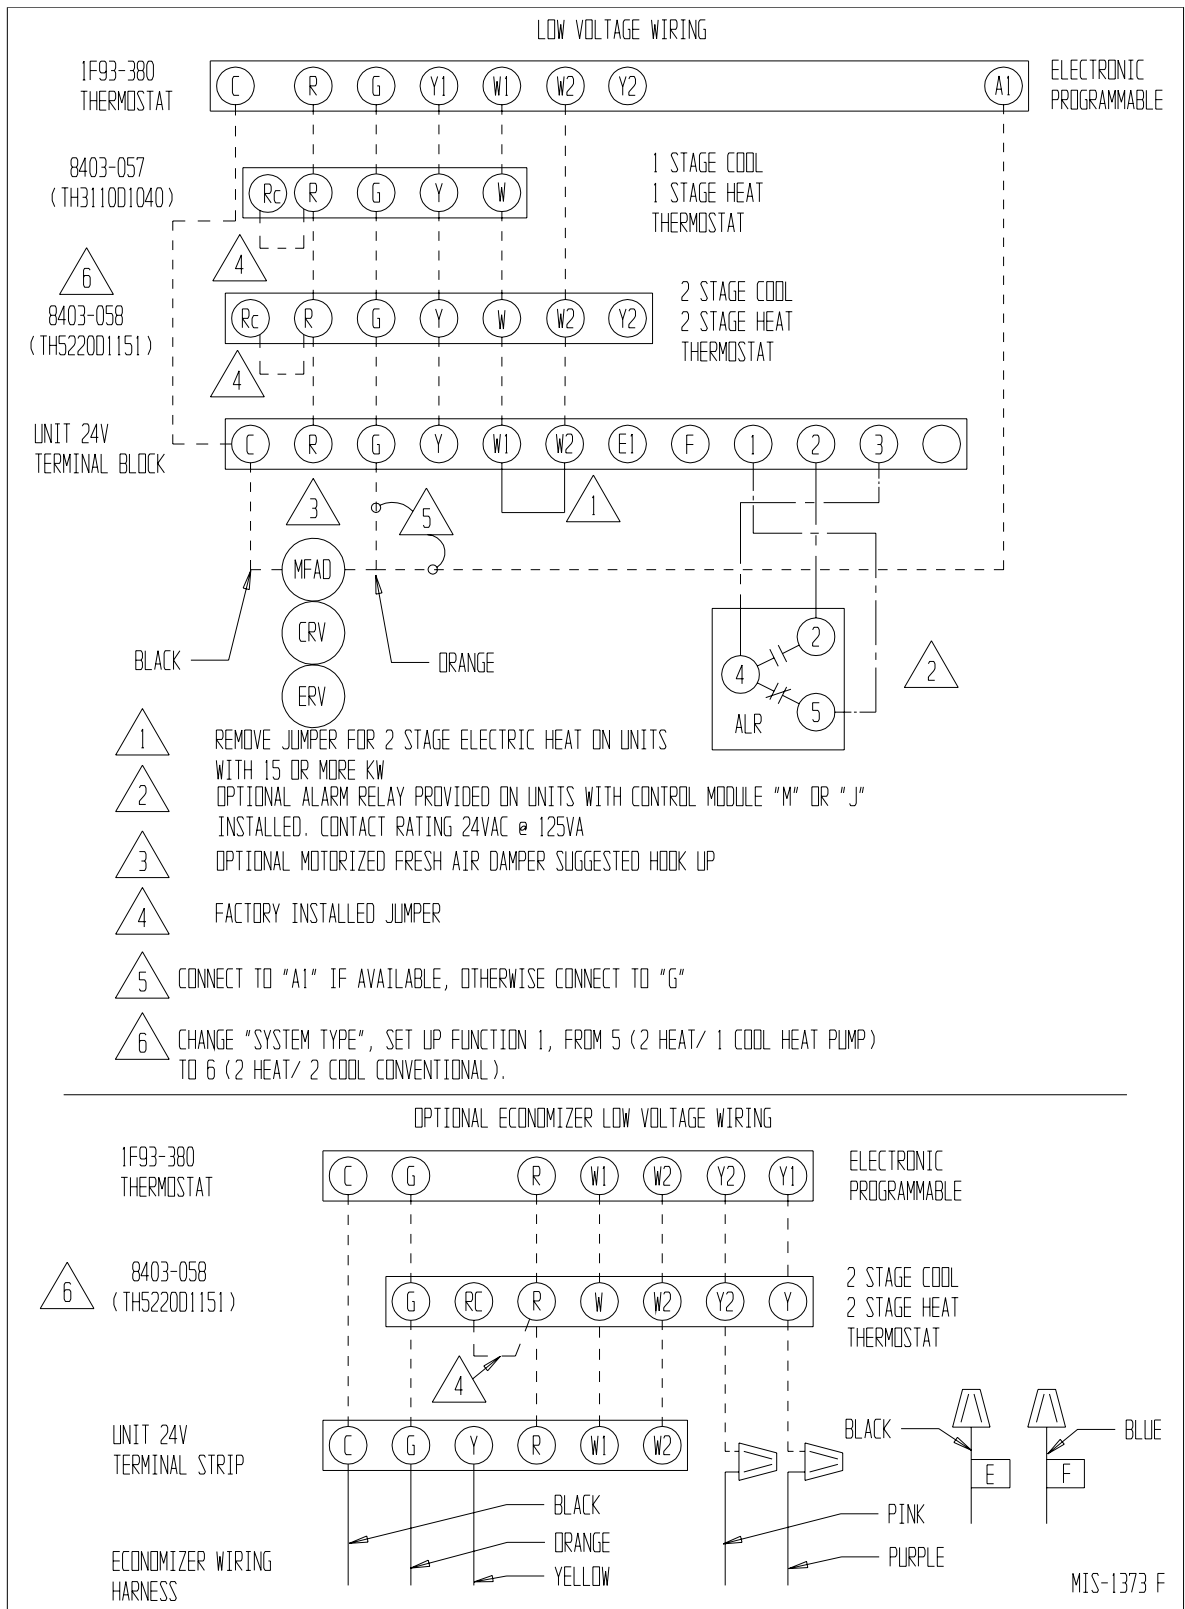 LOW VOLTAGE WIRING
1F93-380
THERMOSTAT
C R G Y1 W1 W2 Y2 A1
ELECTRONIC
PROGRAMMABLE
8403-057
(TH3110D1040)
Rc R G Y W
1 STAGE COOL
1 STAGE HEAT
THERMOSTAT
4
6
8403-058
(TH5220D1151)
Rc R G Y W W2 Y2
2 STAGE COOL
2 STAGE HEAT
THERMOSTAT
4
UNIT 24V
TERMINAL BLOCK
C R G Y W1 W2 E1 F 1 2 3
3
5
1
MFAD
CRV
ERV
BLACK
ORANGE
2
4
5
ALR
2
1 REMOVE JUMPER FOR 2 STAGE ELECTRIC HEAT ON UNITS
WITH 15 OR MORE KW
2 OPTIONAL ALARM RELAY PROVIDED ON UNITS WITH CONTROL MODULE "M" OR "J"
INSTALLED. CONTACT RATING 24VAC @ 125VA
3 OPTIONAL MOTORIZED FRESH AIR DAMPER SUGGESTED HOOK UP
4 FACTORY INSTALLED JUMPER
5 CONNECT TO "A1" IF AVAILABLE, OTHERWISE CONNECT TO "G"
6 CHANGE "SYSTEM TYPE", SET UP FUNCTION 1, FROM 5 (2 HEAT/ 1 COOL HEAT PUMP)
TO 6 (2 HEAT/ 2 COOL CONVENTIONAL).
OPTIONAL ECONOMIZER LOW VOLTAGE WIRING
1F93-380
THERMOSTAT
C G R W1 W2 Y2 Y1
ELECTRONIC
PROGRAMMABLE
6
8403-058
(TH5220D1151)
G RC R W W2 Y2 Y
2 STAGE COOL
2 STAGE HEAT
THERMOSTAT
4
UNIT 24V
TERMINAL STRIP
C G Y R W1 W2
BLACK
BLUE
E
F
BLACK
ORANGE
YELLOW
PINK
PURPLE
ECONOMIZER WIRING
HARNESS
MIS-1373 F